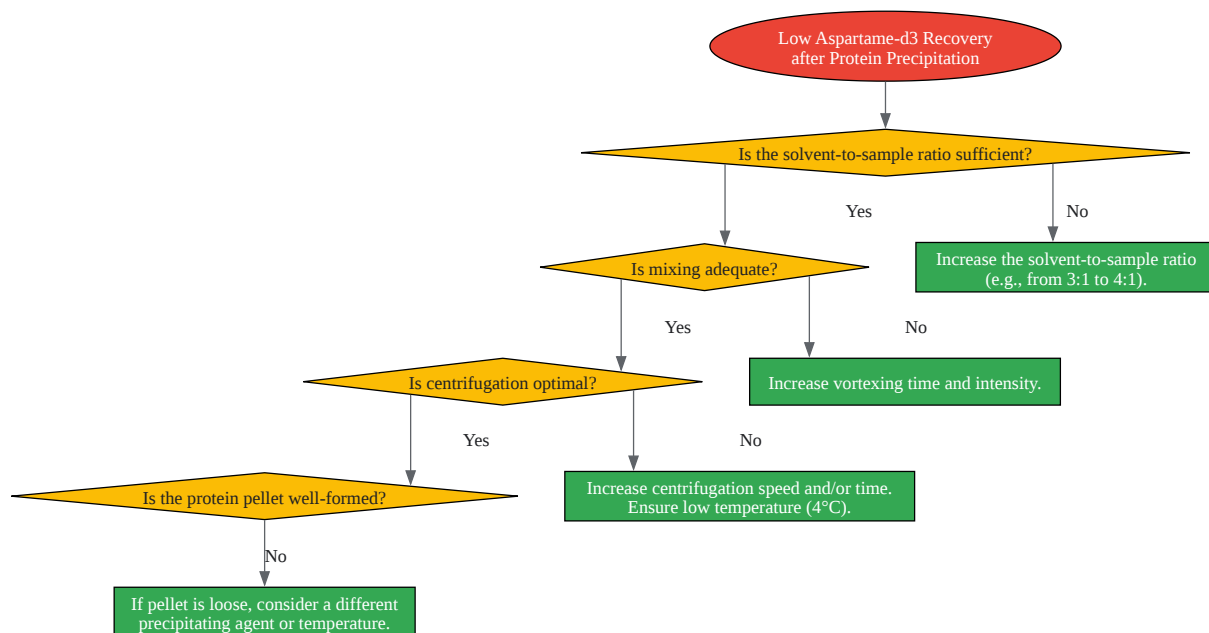 Low Aspartame-d3 Recovery
after Protein Precipitation
Is the solvent-to-sample ratio sufficient?
Yes
No
Increase the solvent-to-sample ratio
(e.g., from 3:1 to 4:1).
Is mixing adequate?
Yes
No
Increase vortexing time and intensity.
Is centrifugation optimal?
Yes
No
Increase centrifugation speed and/or time.
Ensure low temperature (4°C).
Is the protein pellet well-formed?
No
If pellet is loose, consider a different
precipitating agent or temperature.